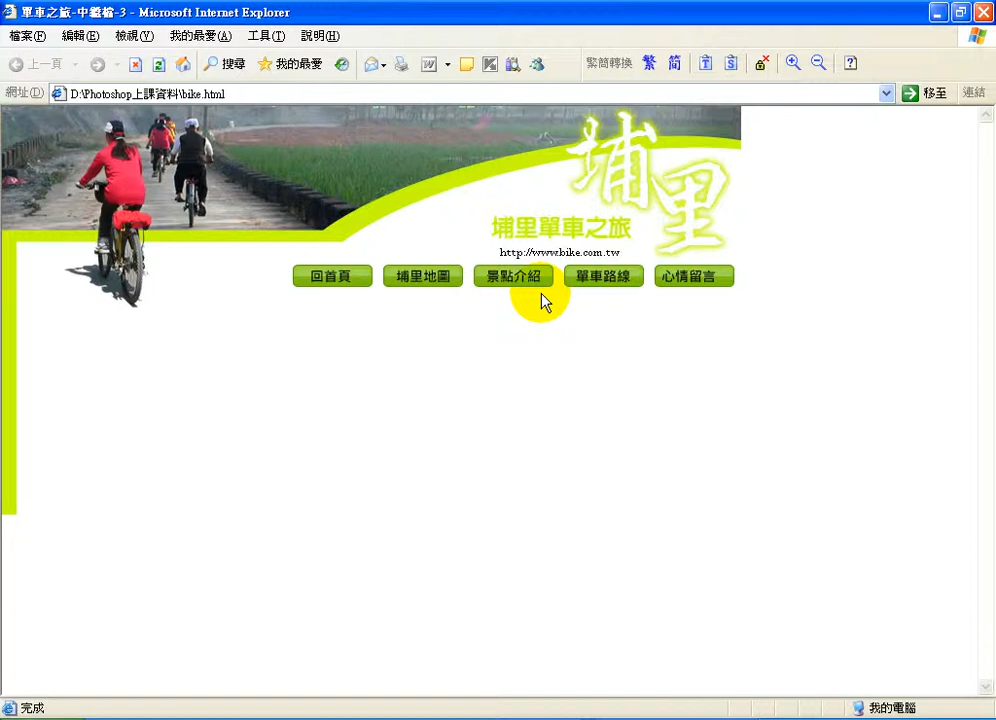 單車之旅-中繼檔-3 - Microsoft Internet Explorer
檔案(F) 編輯(E) 檢視(V) 我的最愛(A) 工具(T) 說明(H)
上一頁 搜尋 我的最愛 繁簡轉換 繁 简
網址(D) D:\Photoshop上課資料\bike.html 移至 連結
埔里
埔里單車之旅
http://www.bike.com.tw
回首頁 埔里地圖 景點介紹 單車路線 心情留言
完成 我的電腦